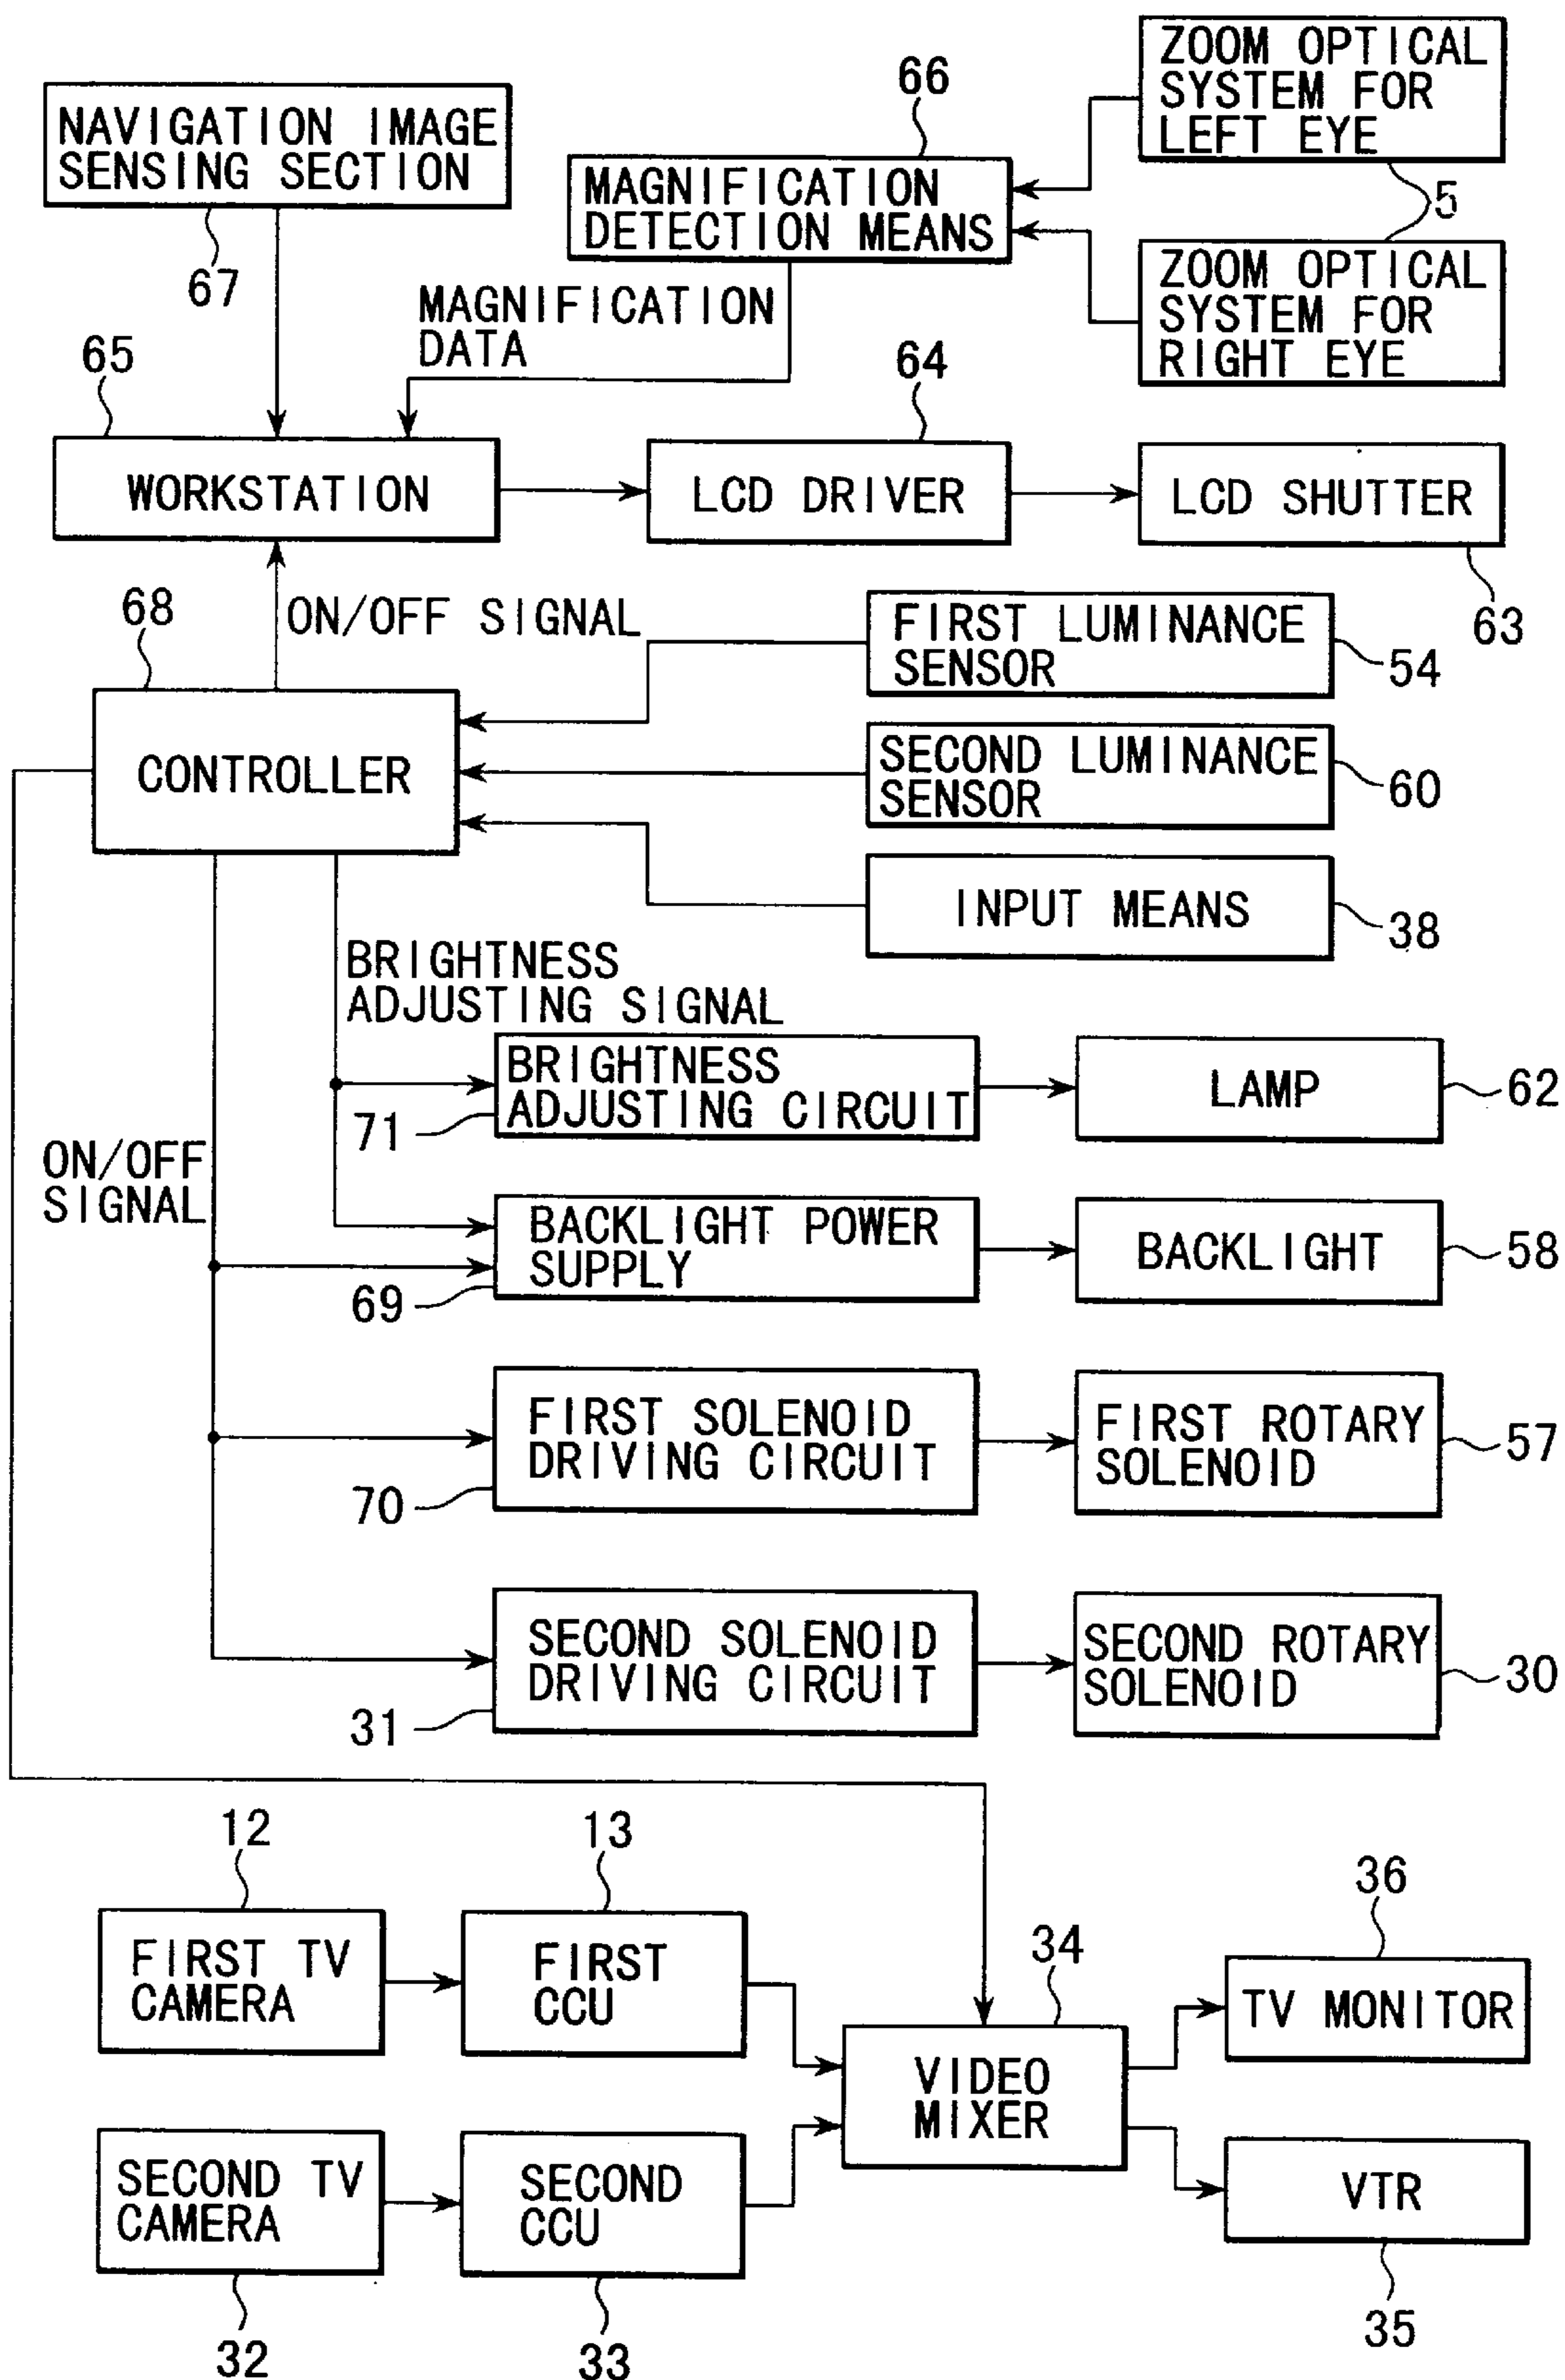 ZOOM OPTICAL
SYSTEM FOR
LEFT EYE
66
NAVIGATION IMAGE
SENSING SECTION
MAGNIFICATION
DETECTION MEANS
5
67
ZOOM OPTICAL
SYSTEM FOR
RIGHT EYE
MAGNIFICATION
DATA
65
64
WORKSTATION
LCD DRIVER
LCD SHUTTER
63
68
ON/OFF SIGNAL
FIRST LUMINANCE
SENSOR
54
CONTROLLER
SECOND LUMINANCE
SENSOR
60
INPUT MEANS
38
BRIGHTNESS
ADJUSTING SIGNAL
BRIGHTNESS
ADJUSTING CIRCUIT
71
LAMP
62
ON/OFF
SIGNAL
BACKLIGHT POWER
SUPPLY
69
BACKLIGHT
58
FIRST SOLENOID
DRIVING CIRCUIT
70
FIRST ROTARY
SOLENOID
57
SECOND SOLENOID
DRIVING CIRCUIT
31
SECOND ROTARY
SOLENOID
30
12
13
36
34
FIRST TV
CAMERA
FIRST
CCU
TV MONITOR
VIDEO
MIXER
SECOND TV
CAMERA
SECOND
CCU
VTR
32
33
35